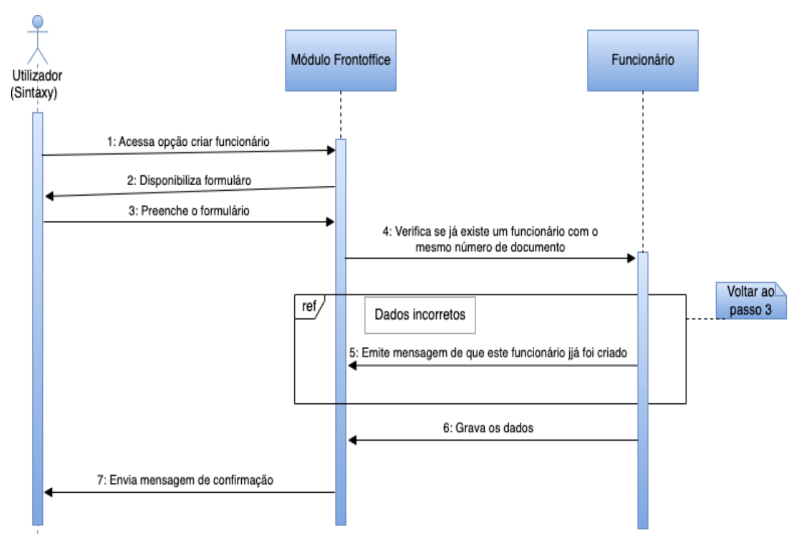 Utilizador
(Sintaxy)
Módulo Frontoffice
Funcionário
1: Acessa opção criar funcionário
2: Disponibiliza formuláro
3: Preenche o formulário
4: Verifica se já existe um funcionário com o
mesmo número de documento
Voltar ao
passo 3
ref
Dados incorretos
5: Emite mensagem de que este funcionário jjá foi criado
6: Grava os dados
7: Envia mensagem de confirmação